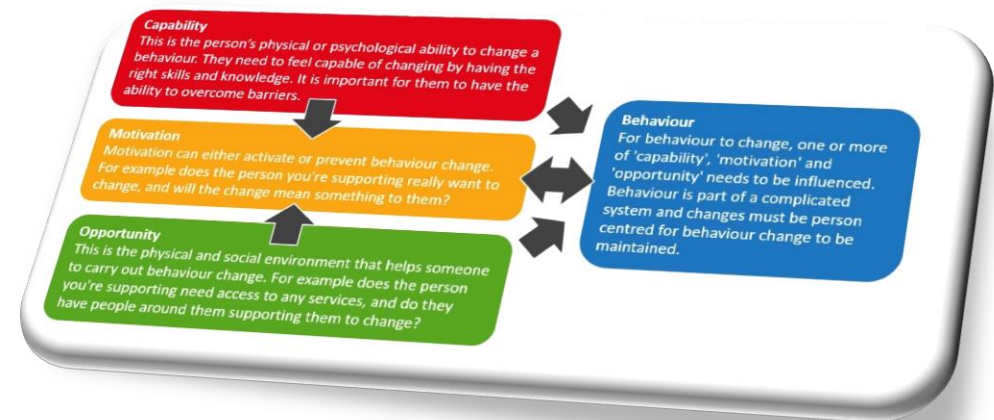 Capability
This is the person's physical or psychological ability to change a
behaviour. They need to feel capable of changing by having the
right skills and knowledge. It is important for them to have the
ability to overcome barriers.
Motivation
Motivation can either activate or prevent behaviour change.
For example does the person you're supporting really want to
change, and will the change mean something to them?
Opportunity
This is the physical and social environment that helps someone
to carry out behaviour change. For example does the person
you're supporting need access to any services, and do they
have people around them supporting them to change?
Behaviour
For behaviour to change, one or more
of 'capability', 'motivation' and
'opportunity' needs to be influenced.
Behaviour is part of a complicated
system and changes must be person
centred for behaviour change to be
maintained.